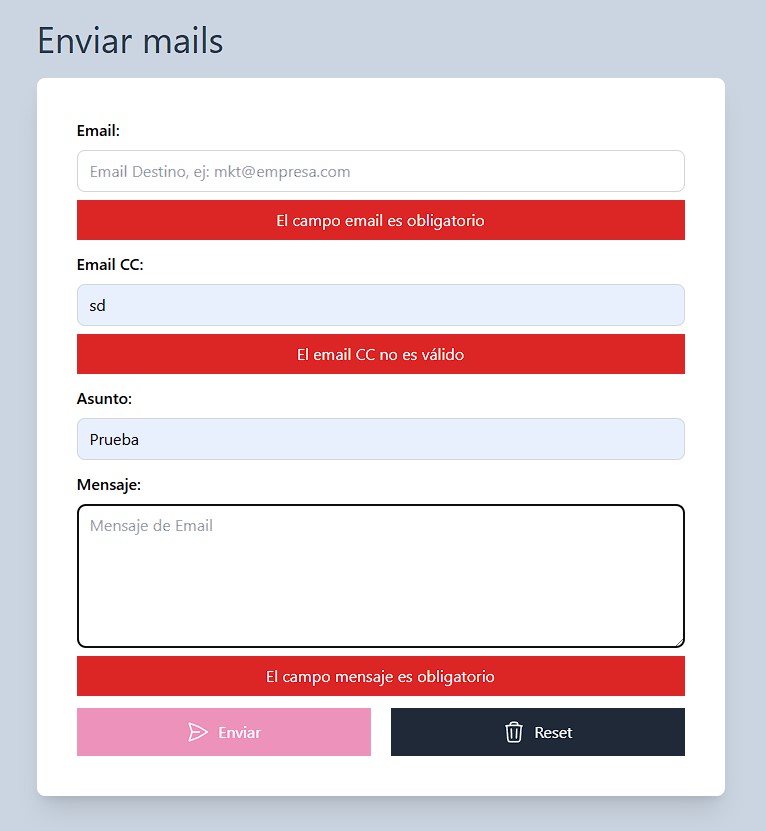 Enviar mails
Email:
Email Destino, ej: mkt@empresa.com
El campo email es obligatorio
Email CC:
sd
El email CC no es válido
Asunto:
Prueba
Mensaje:
Mensaje de Email
El campo mensaje es obligatorio
Enviar
Reset